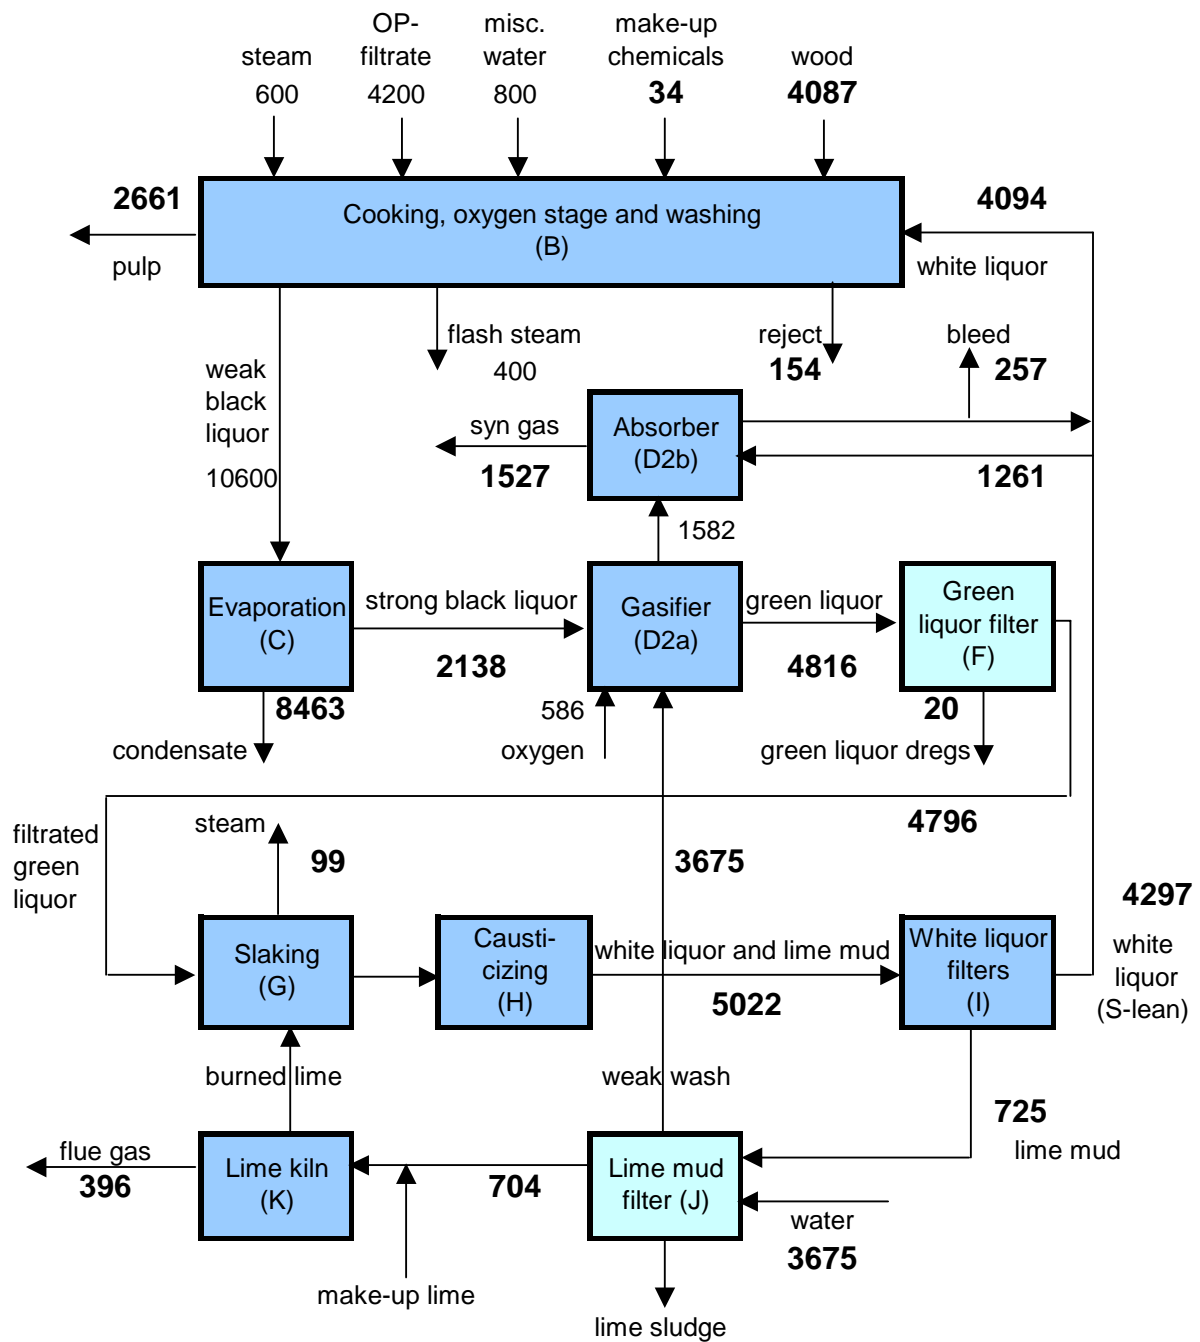 OP-
misc.
make-up
steam
filtrate
water
chemicals
wood
600
4200
800
34
4087
2661
Cooking, oxygen stage and washing
(B)
4094
pulp
white liquor
flash steam
400
reject
154
bleed
257
weak
black
liquor
10600
syn gas
1527
Absorber
(D2b)
1261
1582
Evaporation
(C)
strong black liquor
2138
Gasifier
(D2a)
green liquor
4816
Green
liquor filter
(F)
8463
condensate
586
oxygen
20
green liquor dregs
4796
filtrated
green
liquor
steam
99
3675
4297
white
liquor
(S-lean)
Slaking
(G)
Causti-
cizing
(H)
white liquor and lime mud
5022
White liquor
filters
(I)
burned lime
weak wash
725
lime mud
flue gas
396
Lime kiln
(K)
704
Lime mud
filter (J)
water
3675
make-up lime
lime sludge